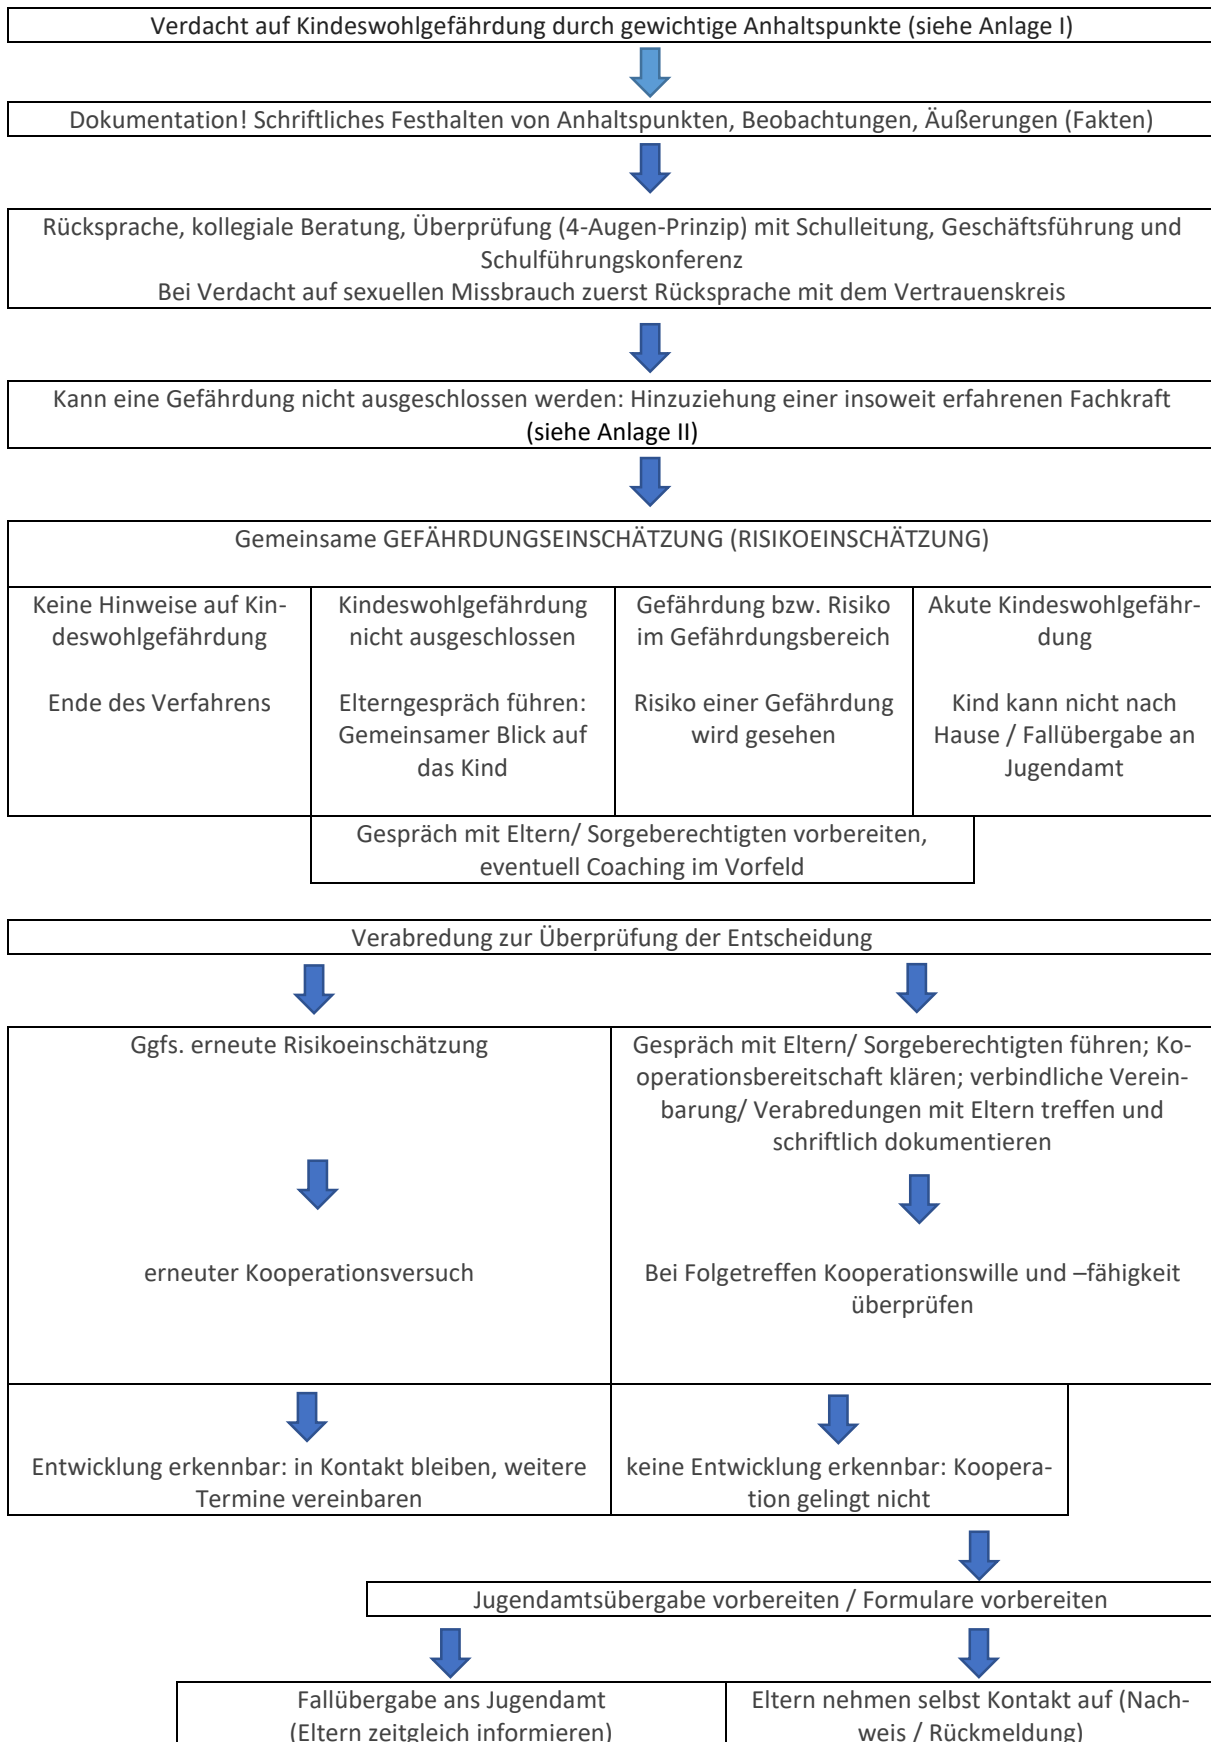 Verdacht auf Kindeswohlgefährdung durch gewichtige Anhaltspunkte (siehe Anlage I)
Dokumentation! Schriftliches Festhalten von Anhaltspunkten, Beobachtungen, Äußerungen (Fakten)
Rücksprache, kollegiale Beratung, Überprüfung (4-Augen-Prinzip) mit Schulleitung, Geschäftsführung und
Schulführungskonferenz
Bei Verdacht auf sexuellen Missbrauch zuerst Rücksprache mit dem Vertrauenskreis
Kann eine Gefährdung nicht ausgeschlossen werden: Hinzuziehung einer insoweit erfahrenen Fachkraft
(siehe Anlage II)
Gemeinsame GEFÄHRDUNGSEINSCHÄTZUNG (RISIKOEINSCHÄTZUNG)
Keine Hinweise auf Kin-
deswohlgefährdung
Ende des Verfahrens
Kindeswohlgefährdung
nicht ausgeschlossen
Elterngespräch führen:
Gemeinsamer Blick auf
das Kind
Gefährdung bzw. Risiko
im Gefährdungsbereich
Risiko einer Gefährdung
wird gesehen
Akute Kindeswohlgefähr-
dung
Kind kann nicht nach
Hause / Fallübergabe an
Jugendamt
Gespräch mit Eltern/ Sorgeberechtigten vorbereiten,
eventuell Coaching im Vorfeld
Verabredung zur Überprüfung der Entscheidung
Ggfs. erneute Risikoeinschätzung
erneuter Kooperationsversuch
Gespräch mit Eltern/ Sorgeberechtigten führen; Ko-
operationsbereitschaft klären; verbindliche Verein-
barung/ Verabredungen mit Eltern treffen und
schriftlich dokumentieren
Bei Folgetreffen Kooperationswille und –fähigkeit
überprüfen
Entwicklung erkennbar: in Kontakt bleiben, weitere
Termine vereinbaren
keine Entwicklung erkennbar: Koopera-
tion gelingt nicht
Jugendamtsübergabe vorbereiten / Formulare vorbereiten
Fallübergabe ans Jugendamt
(Eltern zeitgleich informieren)
Eltern nehmen selbst Kontakt auf (Nach-
weis / Rückmeldung)